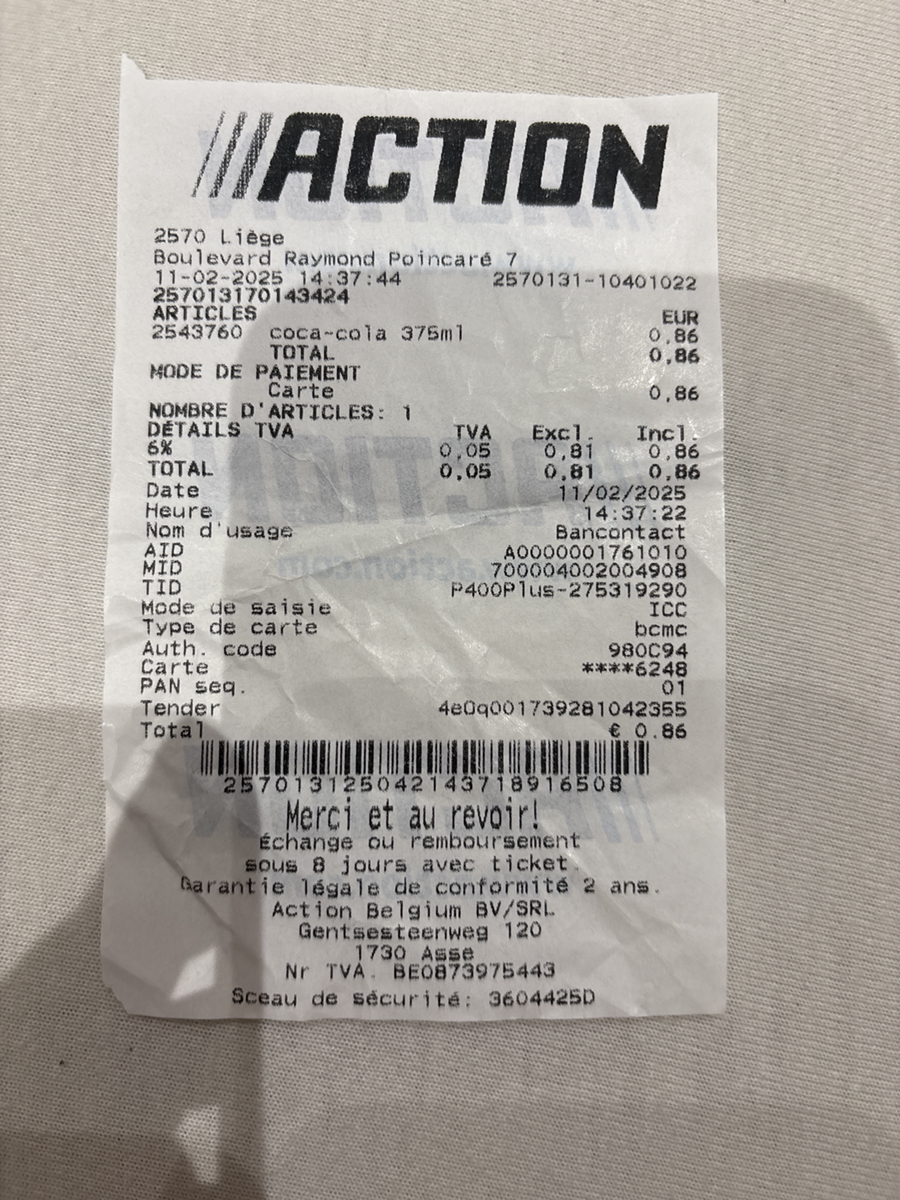 ACTION
2570 Liège
Boulevard Raymond Poincaré 7
11-02-2025 14:37:44 2570131-10401022
257013170143424
ARTICLES EUR
2543760 coca-cola 375ml 0,86
TOTAL 0,86
MODE DE PAIEMENT
Carte 0,86
NOMBRE D'ARTICLES: 1
DÉTAILS TVA TVA Excl. Incl.
6% 0,05 0,81 0,86
TOTAL 0,05 0,81 0,86
Date 11/02/2025
Heure 14:37:22
Nom d'usage Bancontact
AID A0000001761010
MID 700004002004908
TID P400Plus-275319290
Mode de saisie ICC
Type de carte bcmc
Auth. code 980C94
Carte ****6248
PAN seq. 01
Tender 4e0q001739281042355
Total € 0.86
257013125042143718916508
Merci et au revoir!
Échange ou remboursement
sous 8 jours avec ticket.
Garantie légale de conformité 2 ans.
Action Belgium BV/SRL
Gentsesteenweg 120
1730 Asse
Nr TVA. BE0873975443
Sceau de sécurité: 3604425D